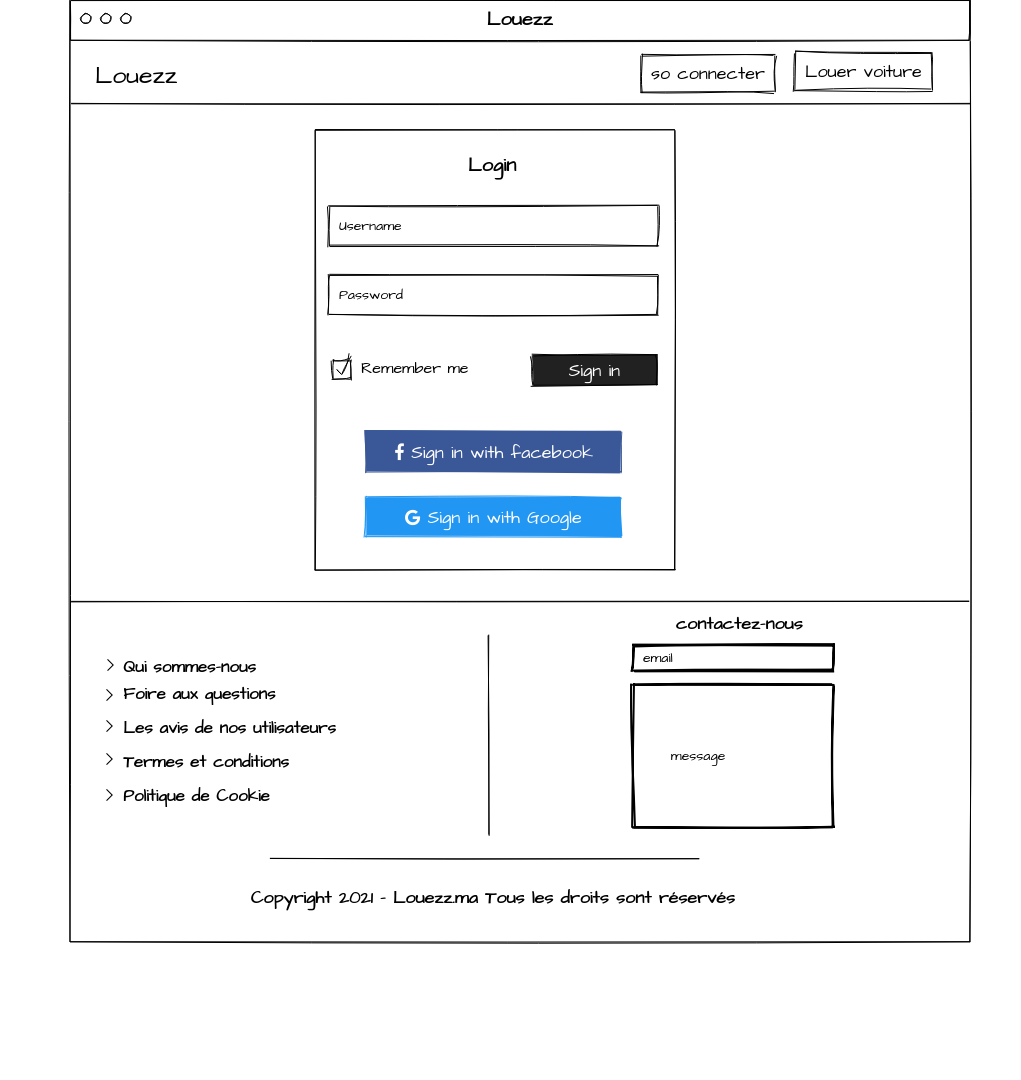 Louezz
Louezz
so connecter
Louer voiture
Login
Username
Password
Remember me
Sign in
Sign in with facebook
Sign in with Google
Qui sommes-nous
Foire aux questions
Les avis de nos utilisateurs
Termes et conditions
Politique de Cookie
contactez-nous
email
message
Copyright 2021 - Louezz.ma Tous les droits sont réservés